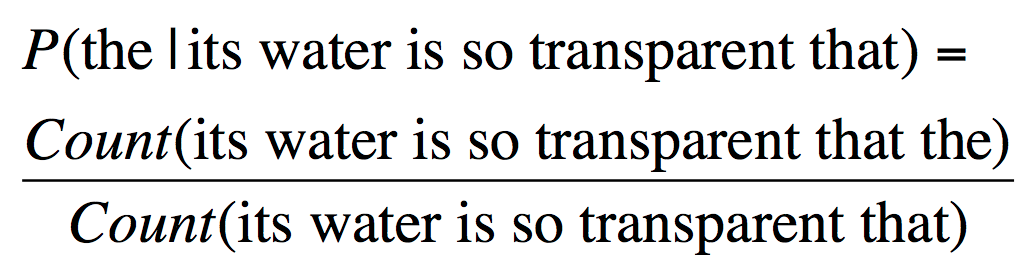 P(the | its water is so transparent that) =
Count(its water is so transparent that the)
Count(its water is so transparent that)